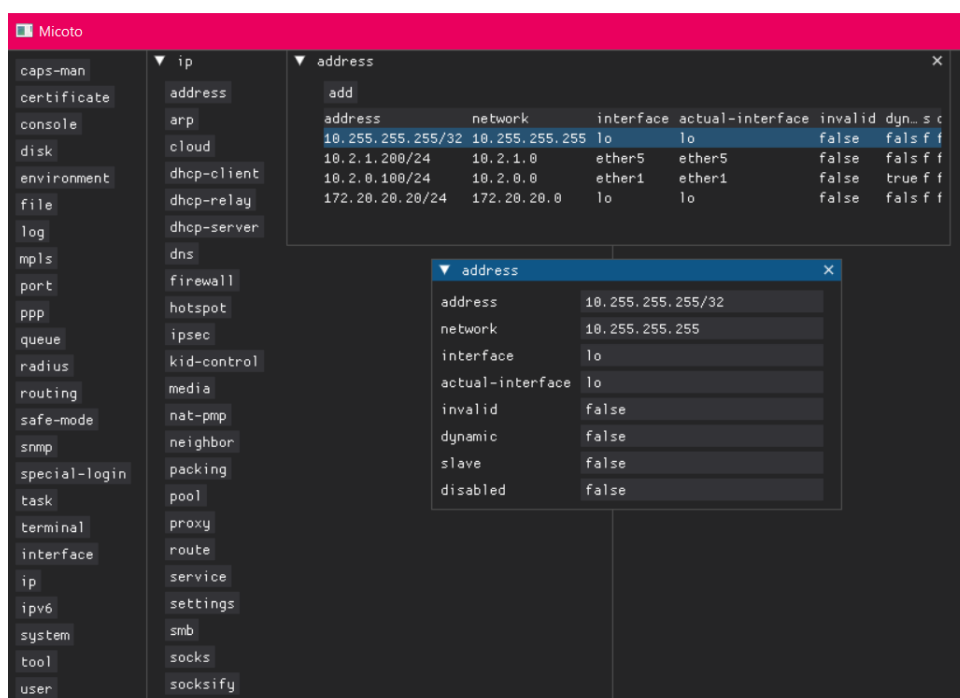 Micoto
caps-man
certificate
console
disk
environment
file
log
mpls
port
ppp
queue
radius
routing
safe-mode
snmp
special-login
task
terminal
interface
ip
ipv6
system
tool
user
ip
address
arp
cloud
dhcp-client
dhcp-relay
dhcp-server
dns
firewall
hotspot
ipsec
kid-control
media
nat-pmp
neighbor
packing
pool
proxy
route
service
settings
smb
socks
socksify
address
add
address network interface actual-interface invalid dyn… s d
10.255.255.255/32 10.255.255.255 lo lo false fals f f
10.2.1.200/24 10.2.1.0 ether5 ether5 false fals f f
10.2.0.100/24 10.2.0.0 ether1 ether1 false true f f
172.20.20.20/24 172.20.20.0 lo lo false fals f f
address
address 10.255.255.255/32
network 10.255.255.255
interface lo
actual-interface lo
invalid false
dynamic false
slave false
disabled false